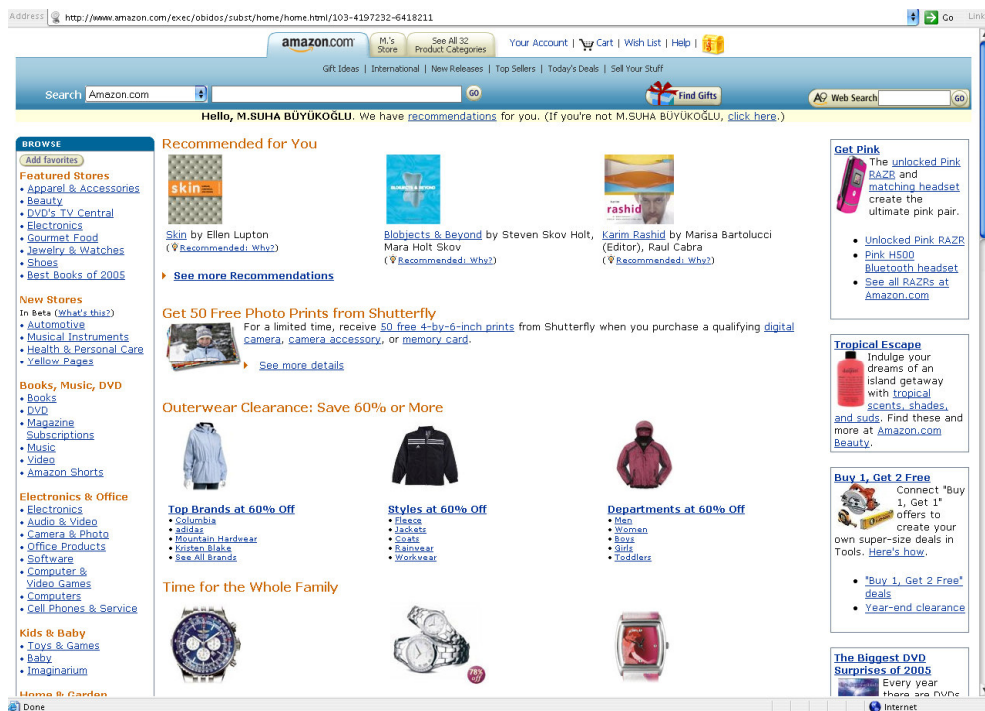 Address http://www.amazon.com/exec/obidos/subst/home/home.html/103-4197232-6418211 Go Link
amazon.com M.'s Store See All 32 Product Categories Your Account | Cart | Wish List | Help |
Gift Ideas | International | New Releases | Top Sellers | Today's Deals | Sell Your Stuff
Search Amazon.com GO Find Gifts A9 Web Search GO
Hello, M.SUHA BÜYÜKOĞLU. We have recommendations for you. (If you're not M.SUHA BÜYÜKOĞLU, click here.)
BROWSE
Add favorites
Featured Stores
• Apparel & Accessories
• Beauty
• DVD's TV Central
• Electronics
• Gourmet Food
• Jewelry & Watches
• Shoes
• Best Books of 2005
New Stores
In Beta (What's this?)
• Automotive
• Musical Instruments
• Health & Personal Care
• Yellow Pages
Books, Music, DVD
• Books
• DVD
• Magazine
Subscriptions
• Music
• Video
• Amazon Shorts
Electronics & Office
• Electronics
• Audio & Video
• Camera & Photo
• Office Products
• Software
• Computer &
Video Games
• Computers
• Cell Phones & Service
Kids & Baby
• Toys & Games
• Baby
• Imaginarium
Home & Garden
Recommended for You
skin
BLOBJECTS & BEYOND
rashid
Skin by Ellen Lupton
(Recommended: Why?)
Blobjects & Beyond by Steven Skov Holt,
Mara Holt Skov
(Recommended: Why?)
Karim Rashid by Marisa Bartolucci
(Editor), Raul Cabra
(Recommended: Why?)
See more Recommendations
Get 50 Free Photo Prints from Shutterfly
For a limited time, receive 50 free 4-by-6-inch prints from Shutterfly when you purchase a qualifying digital
camera, camera accessory, or memory card.
See more details
Outerwear Clearance: Save 60% or More
Top Brands at 60% Off
• Columbia
• adidas
• Mountain Hardwear
• Kristen Blake
• See All Brands
Styles at 60% Off
• Fleece
• Jackets
• Coats
• Rainwear
• Workwear
Departments at 60% Off
• Men
• Women
• Boys
• Girls
• Toddlers
Time for the Whole Family
78% off
Get Pink
The unlocked Pink
RAZR and
matching headset
create the
ultimate pink pair.
• Unlocked Pink RAZR
• Pink H500
Bluetooth headset
• See all RAZRs at
Amazon.com
Tropical Escape
Indulge your
dreams of an
island getaway
with tropical
scents, shades,
and suds. Find these and
more at Amazon.com
Beauty.
Buy 1, Get 2 Free
Connect "Buy
1, Get 1"
offers to
create your
own super-size deals in
Tools. Here's how.
• "Buy 1, Get 2 Free"
deals
• Year-end clearance
The Biggest DVD
Surprises of 2005
Every year
there are DVDs
Done Internet